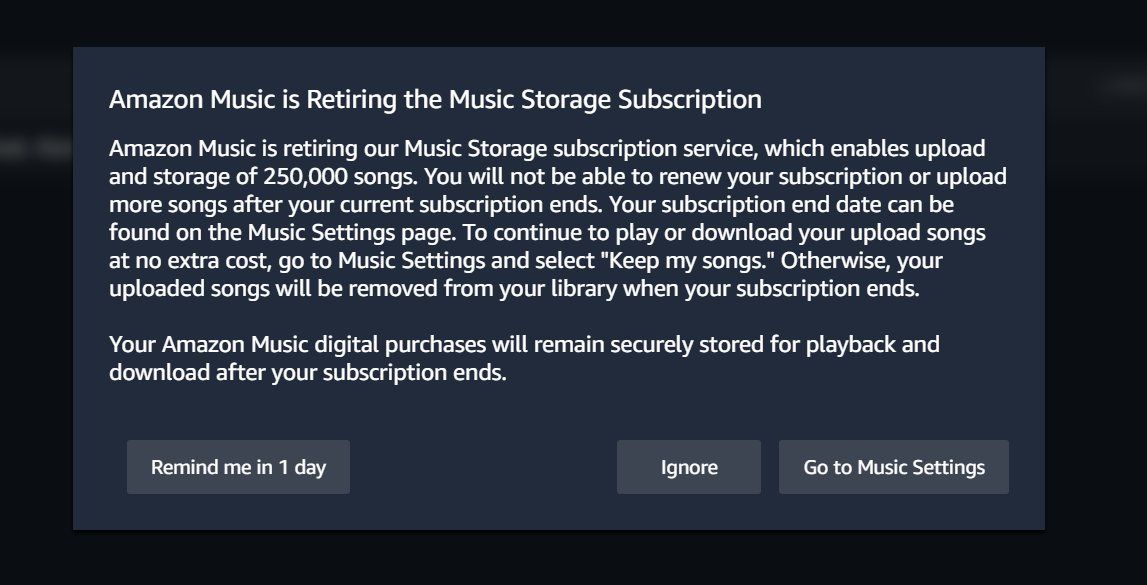 Amazon Music is Retiring the Music Storage Subscription
Amazon Music is retiring our Music Storage subscription service, which enables upload
and storage of 250,000 songs. You will not be able to renew your subscription or upload
more songs after your current subscription ends. Your subscription end date can be
found on the Music Settings page. To continue to play or download your upload songs
at no extra cost, go to Music Settings and select "Keep my songs." Otherwise, your
uploaded songs will be removed from your library when your subscription ends.
Your Amazon Music digital purchases will remain securely stored for playback and
download after your subscription ends.
Remind me in 1 day
Ignore
Go to Music Settings